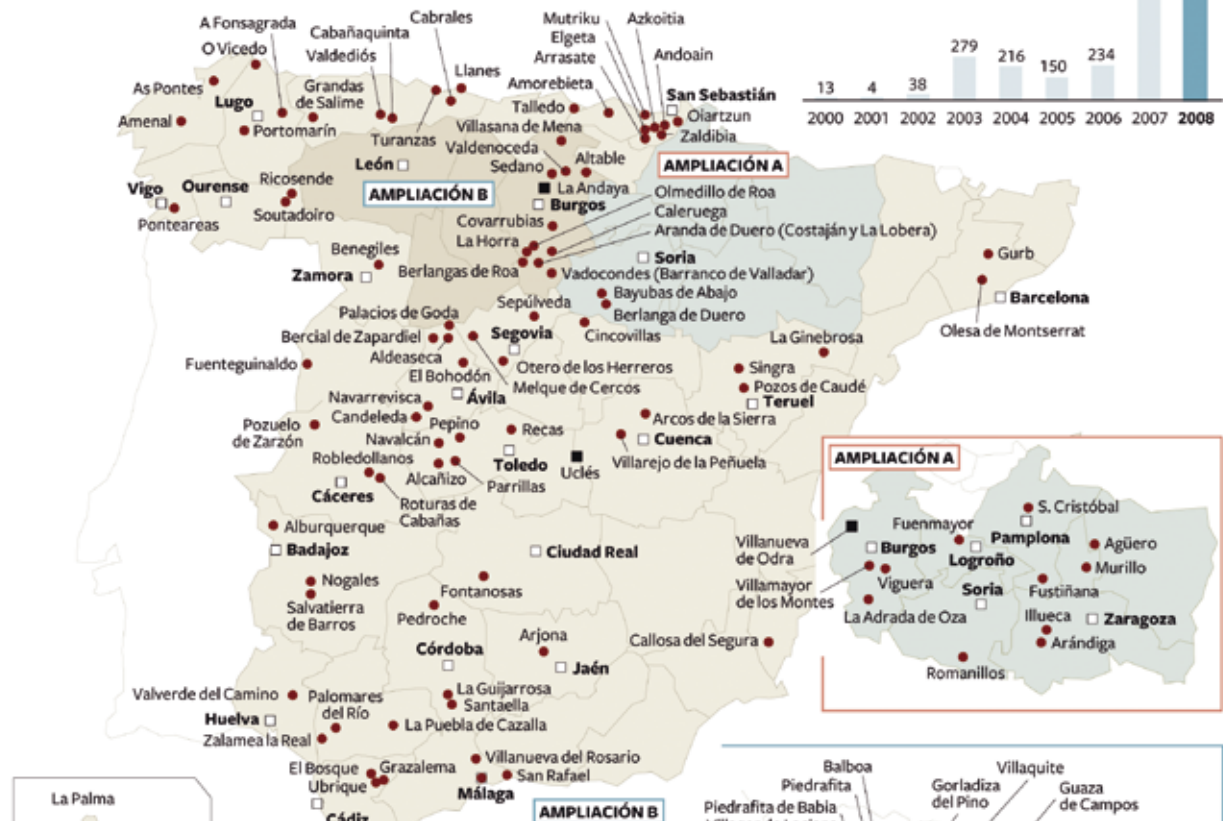 279
216
150
234
13
4
38
2000
2001
2002
2003
2004
2005
2006
2007
2008
A Fonsagrada
O Vicedo
Cabañaquinta
Valdediós
Cabrales
Llanes
Mutriku
Elgeta
Arrasate
Azkoitia
Andoain
Amorebieta
As Pontes
Lugo
Grandas
de Salime
Talledo
San Sebastián
Oiartzun
Zaldibia
Amenal
Portomarín
Turanzas
Villasana de Mena
Valdenoceda
Sedano
Altable
León
AMPLIACIÓN A
AMPLIACIÓN B
La Andaya
Burgos
Vigo
Ourense
Ricosende
Soutadoiro
Ponteareas
Olmedillo de Roa
Caleruega
Aranda de Duero (Costaján y La Lobera)
Covarrubias
La Horra
Benegiles
Zamora
Berlangas de Roa
Soria
Vadocondes (Barranco de Valladar)
Bayubas de Abajo
Berlanga de Duero
Gurb
Barcelona
Olesa de Montserrat
Sepúlveda
Palacios de Goda
Bercial de Zapardiel
Segovia
Cincovillas
La Ginebrosa
Aldeaseca
Fuenteguinaldo
El Bohodón
Otero de los Herreros
Melque de Cercos
Singra
Pozos de Caudé
Teruel
Navarrevisca
Ávila
Candeleda
Pepino
Recas
Arcos de la Sierra
Cuenca
Pozuelo
de Zarzón
Navalcán
Robledollanos
Toledo
Uclés
Villarejo de la Peñuela
Cáceres
Alcañizo
Parrillas
Roturas de
Cabañas
Alburquerque
Badajoz
Ciudad Real
Nogales
Salvatierra
de Barros
Fontanosas
Pedroche
Arjona
Córdoba
Jaén
Callosa del Segura
Valverde del Camino
Palomares
del Río
La Guijarrosa
Santaella
Huelva
Zalamea la Real
La Puebla de Cazalla
El Bosque
Grazalema
Ubrique
Villanueva del Rosario
San Rafael
Málaga
Cádiz
La Palma
AMPLIACIÓN A
S. Cristóbal
Fuenmayor
Pamplona
Villanueva
de Odra
Burgos
Logroño
Agüero
Murillo
Villamayor
de los Montes
Viguera
Soria
Fustiñana
La Adrada de Oza
Illueca
Zaragoza
Arándiga
Romanillos
AMPLIACIÓN B
Balboa
Piedrafita
Piedrafita de Babia
Gorladiza
del Pino
Villaquite
Guaza
de Campos